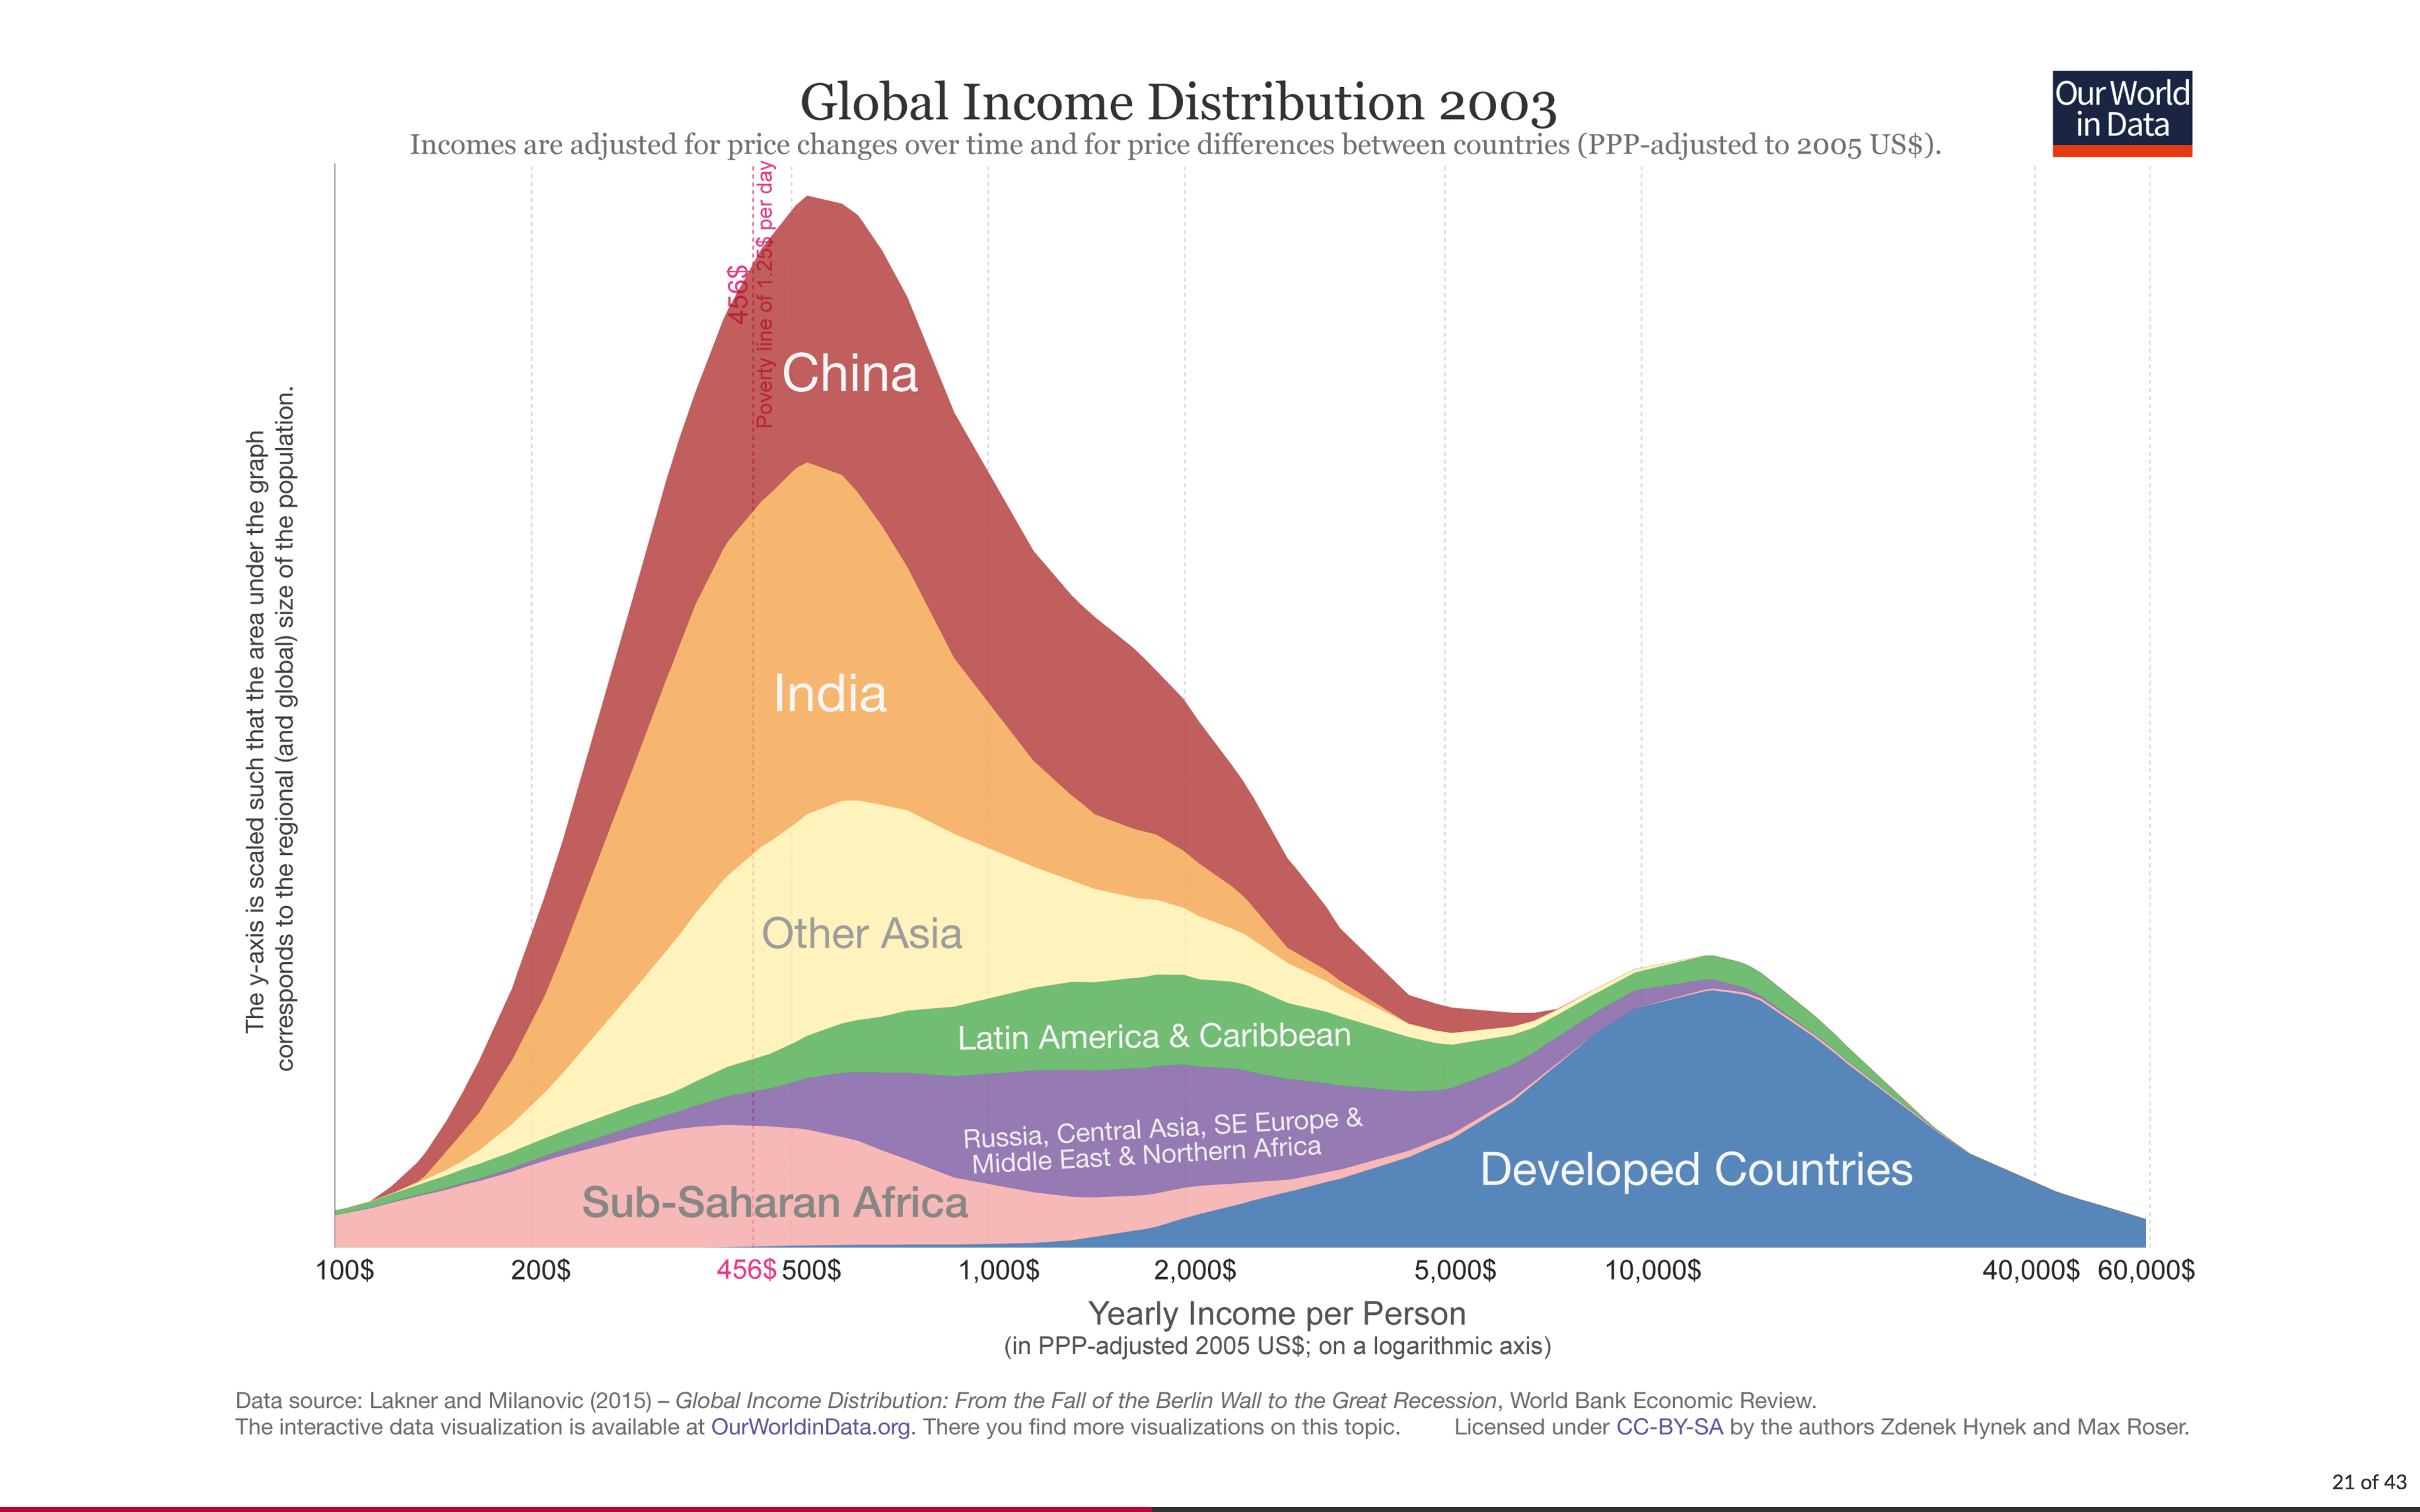 Global Income Distribution 2003
Incomes are adjusted for price changes over time and for price differences between countries (PPP-adjusted to 2005 US$).
Our World
in Data
The y-axis is scaled such that the area under the graph
corresponds to the regional (and global) size of the population.
456$
Poverty line of 1.25$ per day
China
India
Other Asia
Latin America & Caribbean
Russia, Central Asia, SE Europe &
Middle East & Northern Africa
Sub-Saharan Africa
Developed Countries
100$ 200$ 456$ 500$ 1,000$ 2,000$ 5,000$ 10,000$ 40,000$ 60,000$
Yearly Income per Person
(in PPP-adjusted 2005 US$; on a logarithmic axis)
Data source: Lakner and Milanovic (2015) – Global Income Distribution: From the Fall of the Berlin Wall to the Great Recession, World Bank Economic Review.
The interactive data visualization is available at OurWorldinData.org. There you find more visualizations on this topic. Licensed under CC-BY-SA by the authors Zdenek Hynek and Max Roser.
21 of 43